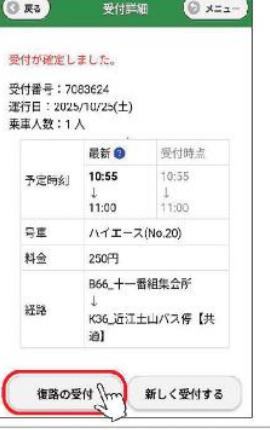 戻る 受付詳細 メニュー
受付が確定しました。
受付番号：7083624
運行日：2025/10/25(土)
乗車人数：1人
最新 受付時点
予定時刻 10:55 10:55
↓ ↓
11:00 11:00
号車 ハイエース(No.20)
料金 250円
B66_十一番組集会所
↓
経路 K36_近江土山バス停【共
通】
復路の受付 新しく受付する